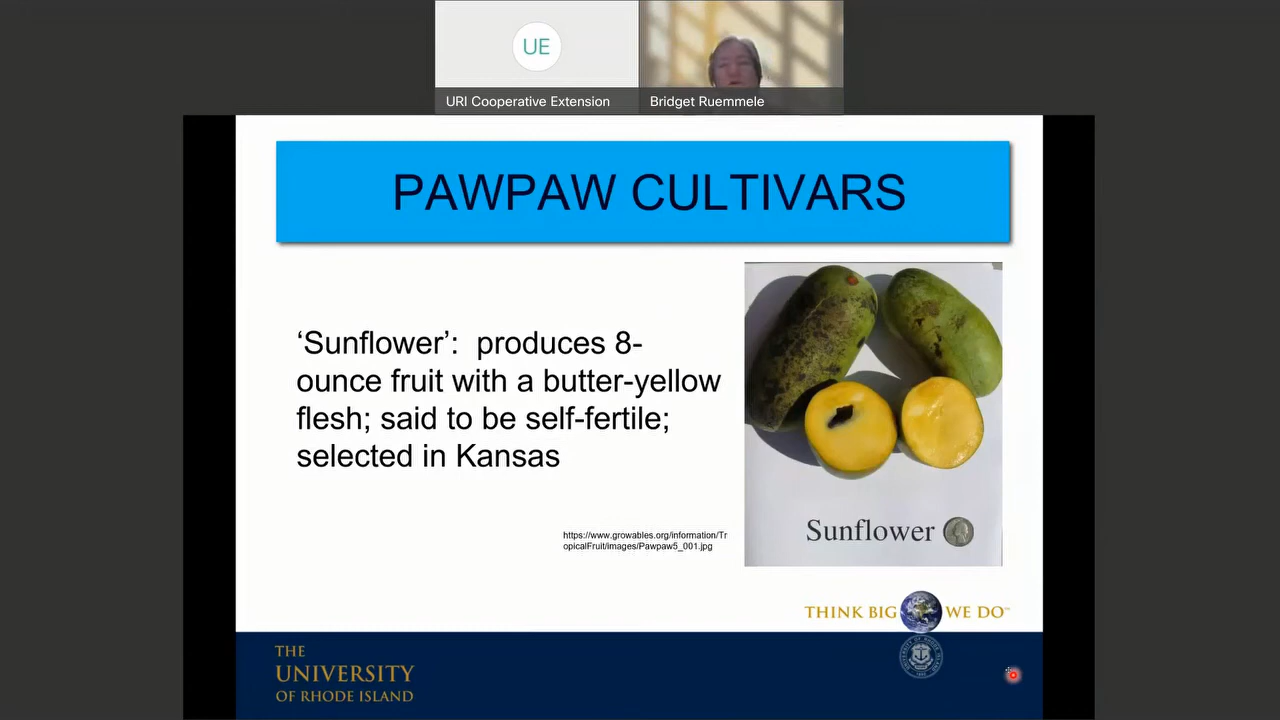 UE
URI Cooperative Extension
Bridget Ruemmele
PAWPAW CULTIVARS
‘Sunflower’: produces 8-
ounce fruit with a butter-yellow
flesh; said to be self-fertile;
selected in Kansas
https://www.growables.org/information/Tr
opicalFruit/images/Pawpaw5_001.jpg
Sunflower
THINK BIG WE DO™
THE
UNIVERSITY
OF RHODE ISLAND